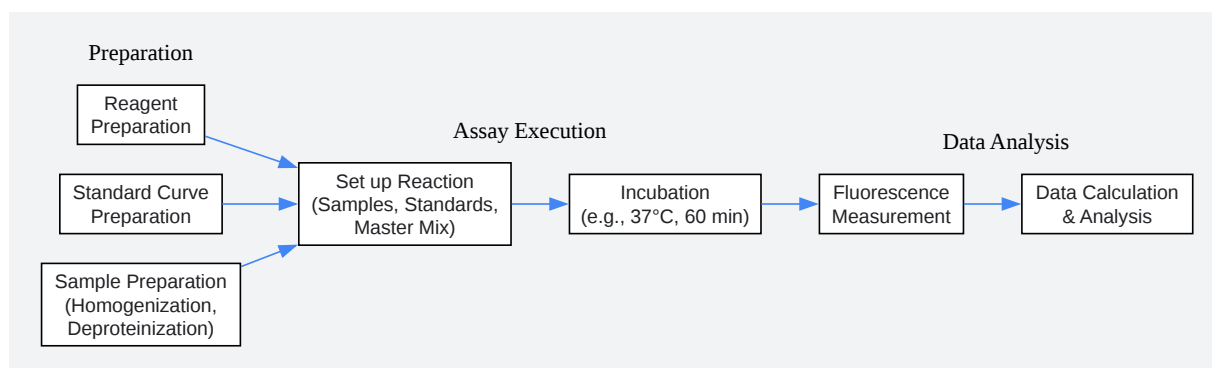 Preparation
Reagent
Preparation
Standard Curve
Preparation
Sample Preparation
(Homogenization,
Deproteinization)
Assay Execution
Set up Reaction
(Samples, Standards,
Master Mix)
Incubation
(e.g., 37°C, 60 min)
Data Analysis
Fluorescence
Measurement
Data Calculation
& Analysis